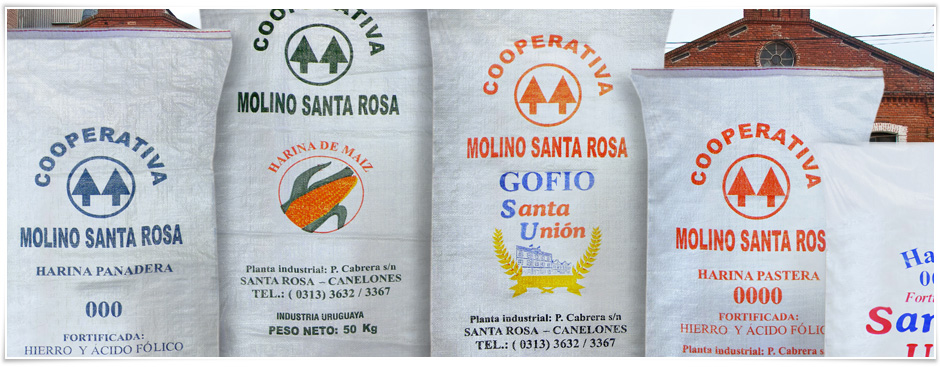 COOPERATIVA
MOLINO SANTA ROSA
HARINA PANADERA
000
FORTIFICADA:
HIERRO Y ÁCIDO FÓLICO
COOPERATIVA
MOLINO SANTA ROSA
HARINA DE MAIZ
Planta industrial: P. Cabrera s/n
SANTA ROSA – CANELONES
TEL.: ( 0313) 3632 / 3367
INDUSTRIA URUGUAYA
PESO NETO: 50 Kg
COOPERATIVA
MOLINO SANTA ROSA
GOFIO
Santa
Unión
Planta industrial: P. Cabrera s/n
SANTA ROSA – CANELONES
TEL.: ( 0313) 3632 / 3367
COOPERATIVA
MOLINO SANTA ROS
HARINA PASTERA
0000
FORTIFICADA:
HIERRO Y ÁCIDO FÓLIC
Planta industrial: P. Cabrera s/
Ha
00
Forti
San
U